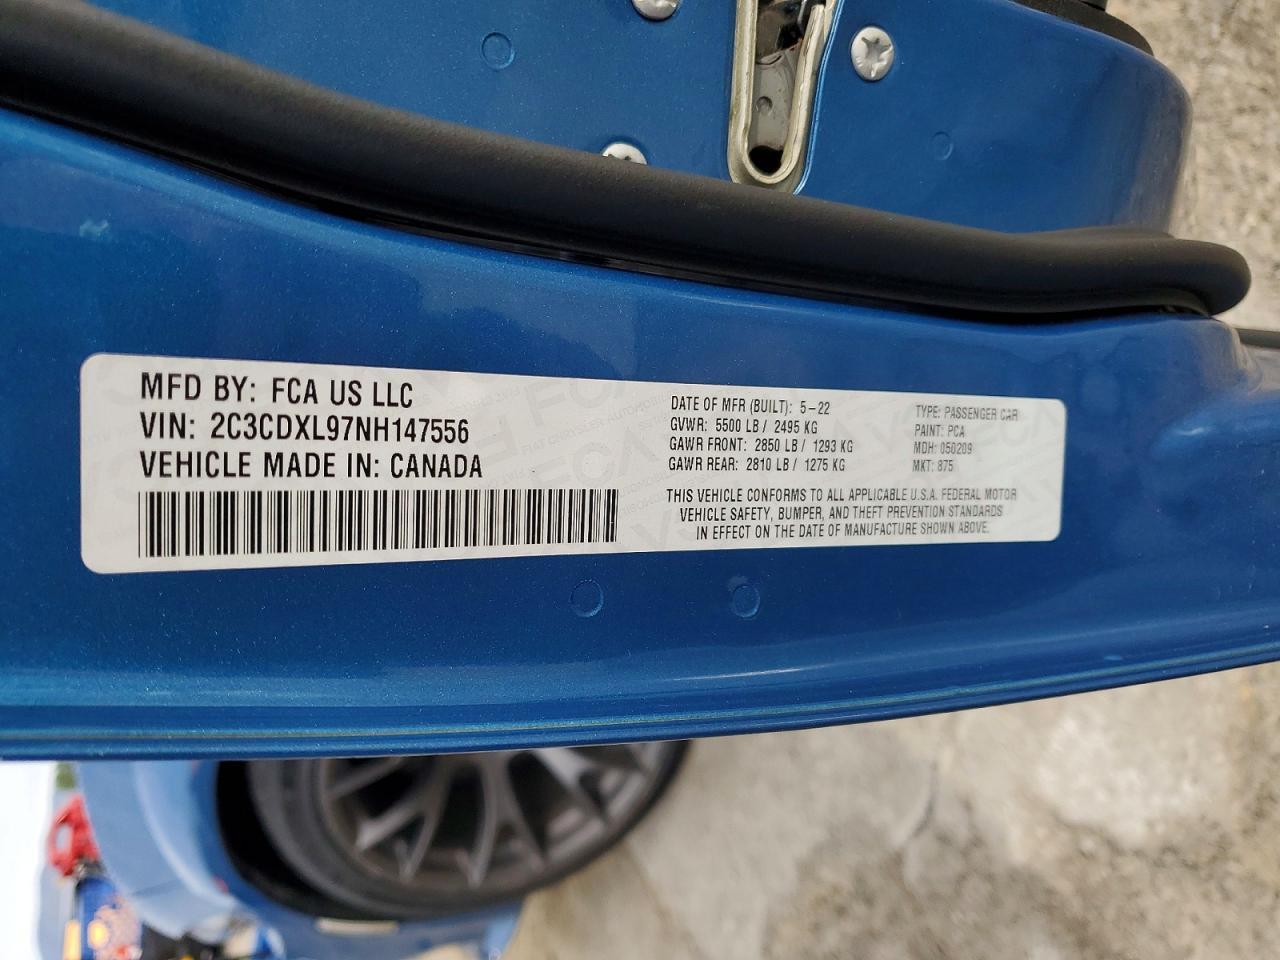 MFD BY: FCA US LLC
VIN: 2C3CDXL97NH147556
VEHICLE MADE IN: CANADA
DATE OF MFR (BUILT): 5-22
GVWR: 5500 LB / 2495 KG
GAWR FRONT: 2850 LB / 1293 KG
GAWR REAR: 2810 LB / 1275 KG
TYPE: PASSENGER CAR
PAINT: PCA
MDH: 050209
MKT: 875
THIS VEHICLE CONFORMS TO ALL APPLICABLE U.S.A. FEDERAL MOTOR
VEHICLE SAFETY, BUMPER, AND THEFT PREVENTION STANDARDS
IN EFFECT ON THE DATE OF MANUFACTURE SHOWN ABOVE.